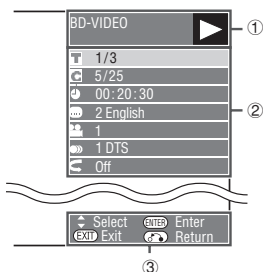 BD-VIDEO
①
T 1/3
C 5/25
00:20:30
②
2 English
1
1 DTS
Off
Select ENTER Enter
EXIT Exit Return
③